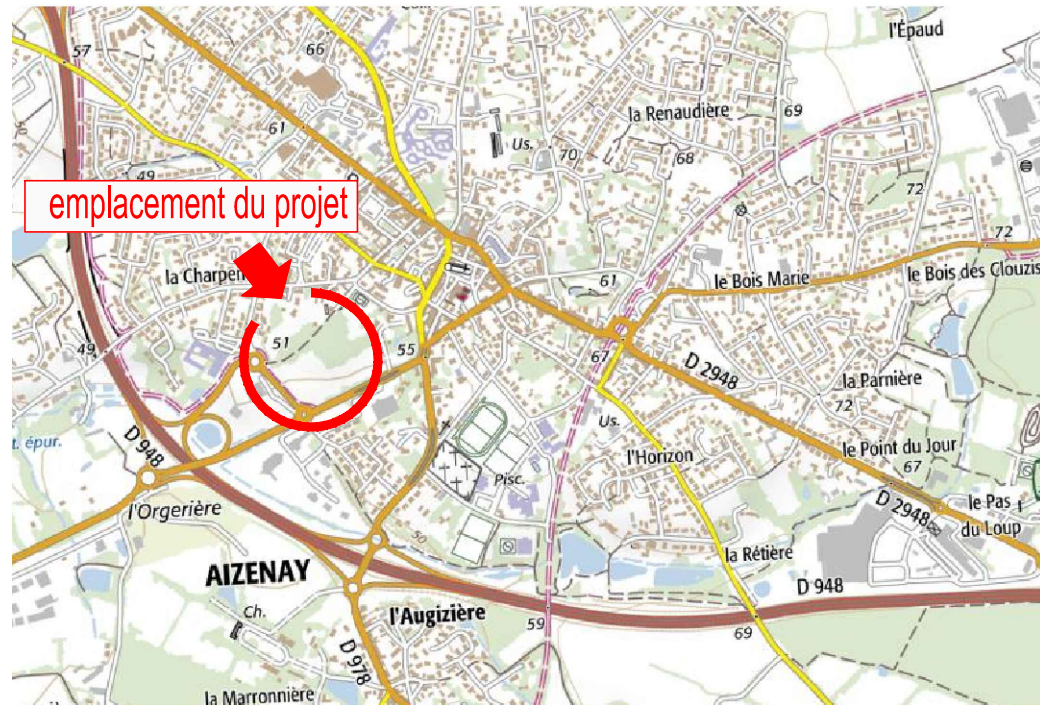 l'Épaud
57
66
la Renaudière
69
61
Us.
70
68
49
72
emplacement du projet
72
la Charpen
61
le Bois Marie
le Bois des Clouzis
51
49
55
67
D 2948
la Parnière
72
t. épur.
D 948
Us.
l'Horizon
le Point du Jour
67
Pisc.
l'Orgerière
D 2948
le Pas
du Loup
50
la Rétière
AIZENAY
D 948
Ch.
l'Augizière
59
69
D 978
la Marronnière